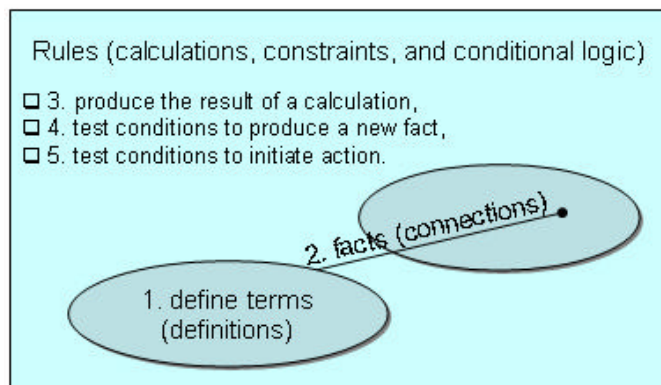 Rules (calculations, constraints, and conditional logic)
❑ 3. produce the result of a calculation,
❑ 4. test conditions to produce a new fact,
❑ 5. test conditions to initiate action.
2. facts (connections)
1. define terms
(definitions)